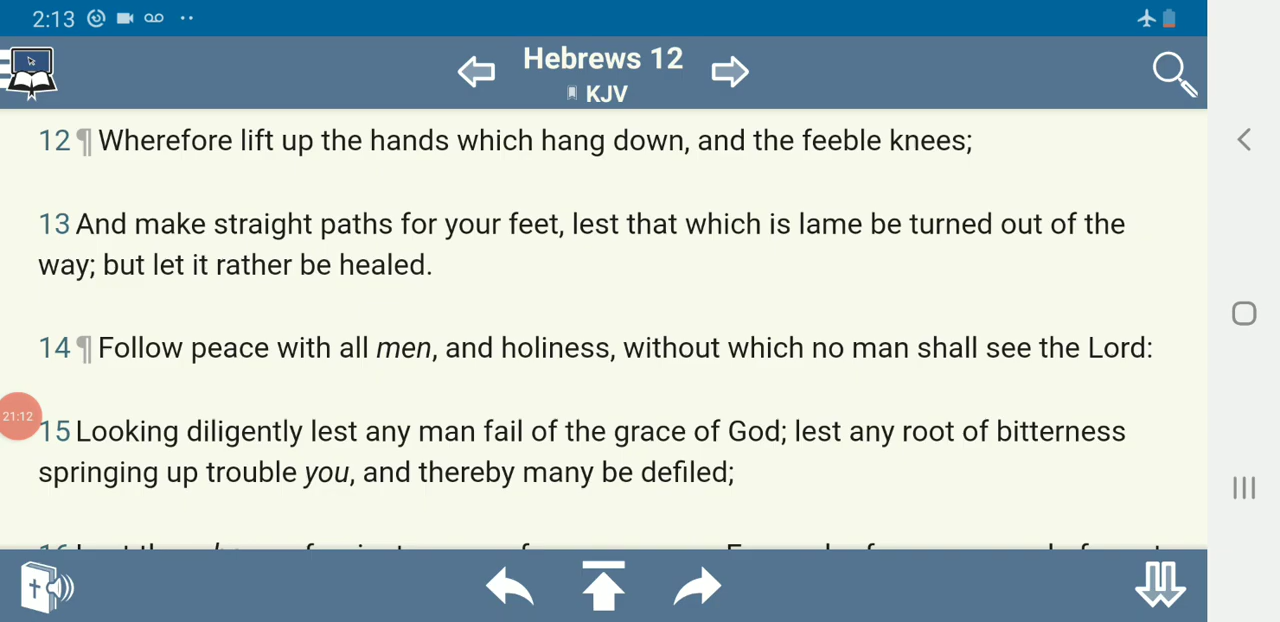 2:13
Hebrews 12
KJV
12 ¶ Wherefore lift up the hands which hang down, and the feeble knees;
13 And make straight paths for your feet, lest that which is lame be turned out of the
way; but let it rather be healed.
14 ¶ Follow peace with all men, and holiness, without which no man shall see the Lord:
21:12
15 Looking diligently lest any man fail of the grace of God; lest any root of bitterness
springing up trouble you, and thereby many be defiled;